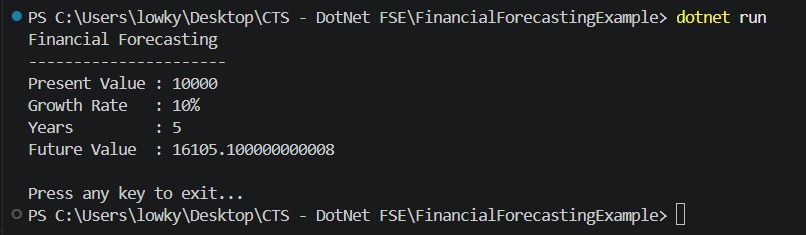 PS C:\Users\lowky\Desktop\CTS - DotNet FSE\FinancialForecastingExample> dotnet run
Financial Forecasting
----------------------
Present Value : 10000
Growth Rate   : 10%
Years         : 5
Future Value  : 16105.100000000008

Press any key to exit...
PS C:\Users\lowky\Desktop\CTS - DotNet FSE\FinancialForecastingExample>